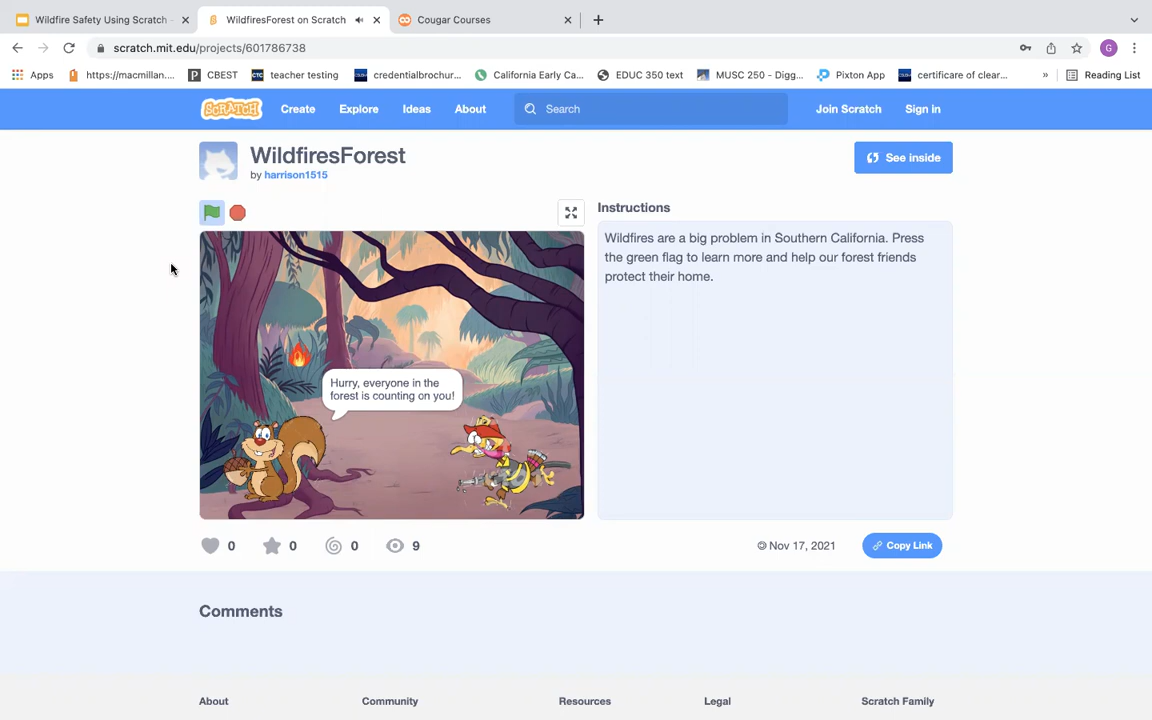 Wildfire Safety Using Scratch -
WildfiresForest on Scratch
Cougar Courses
scratch.mit.edu/projects/601786738
G
Apps
https://macmillan....
CBEST
teacher testing
credentialbrochur...
California Early Ca...
EDUC 350 text
MUSC 250 - Digg...
Pixton App
certificate of clear...
»
Reading List
SCRATCH
Create
Explore
Ideas
About
Search
Join Scratch
Sign in
WildfiresForest
by harrison1515
See inside
Instructions
Wildfires are a big problem in Southern California. Press
the green flag to learn more and help our forest friends
protect their home.
Hurry, everyone in the
forest is counting on you!
0
0
0
9
© Nov 17, 2021
Copy Link
Comments
About
Community
Resources
Legal
Scratch Family